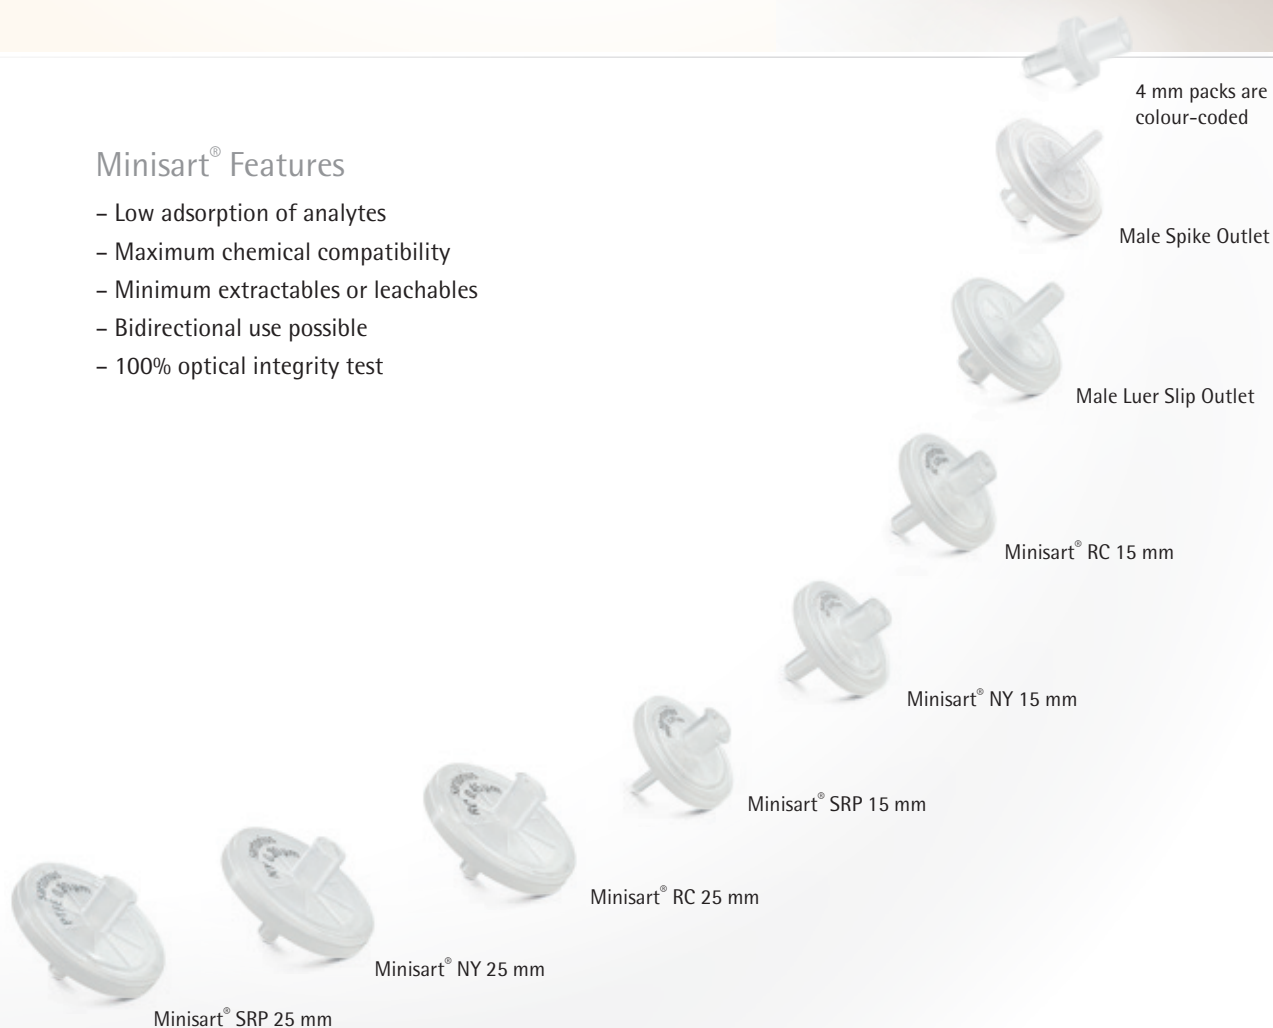 4 mm packs are
colour-coded
Minisart® Features
– Low adsorption of analytes
– Maximum chemical compatibility
– Minimum extractables or leachables
– Bidirectional use possible
– 100% optical integrity test
Male Spike Outlet
Male Luer Slip Outlet
Minisart® RC 15 mm
Minisart® NY 15 mm
Minisart® SRP 15 mm
Minisart® RC 25 mm
Minisart® NY 25 mm
Minisart® SRP 25 mm